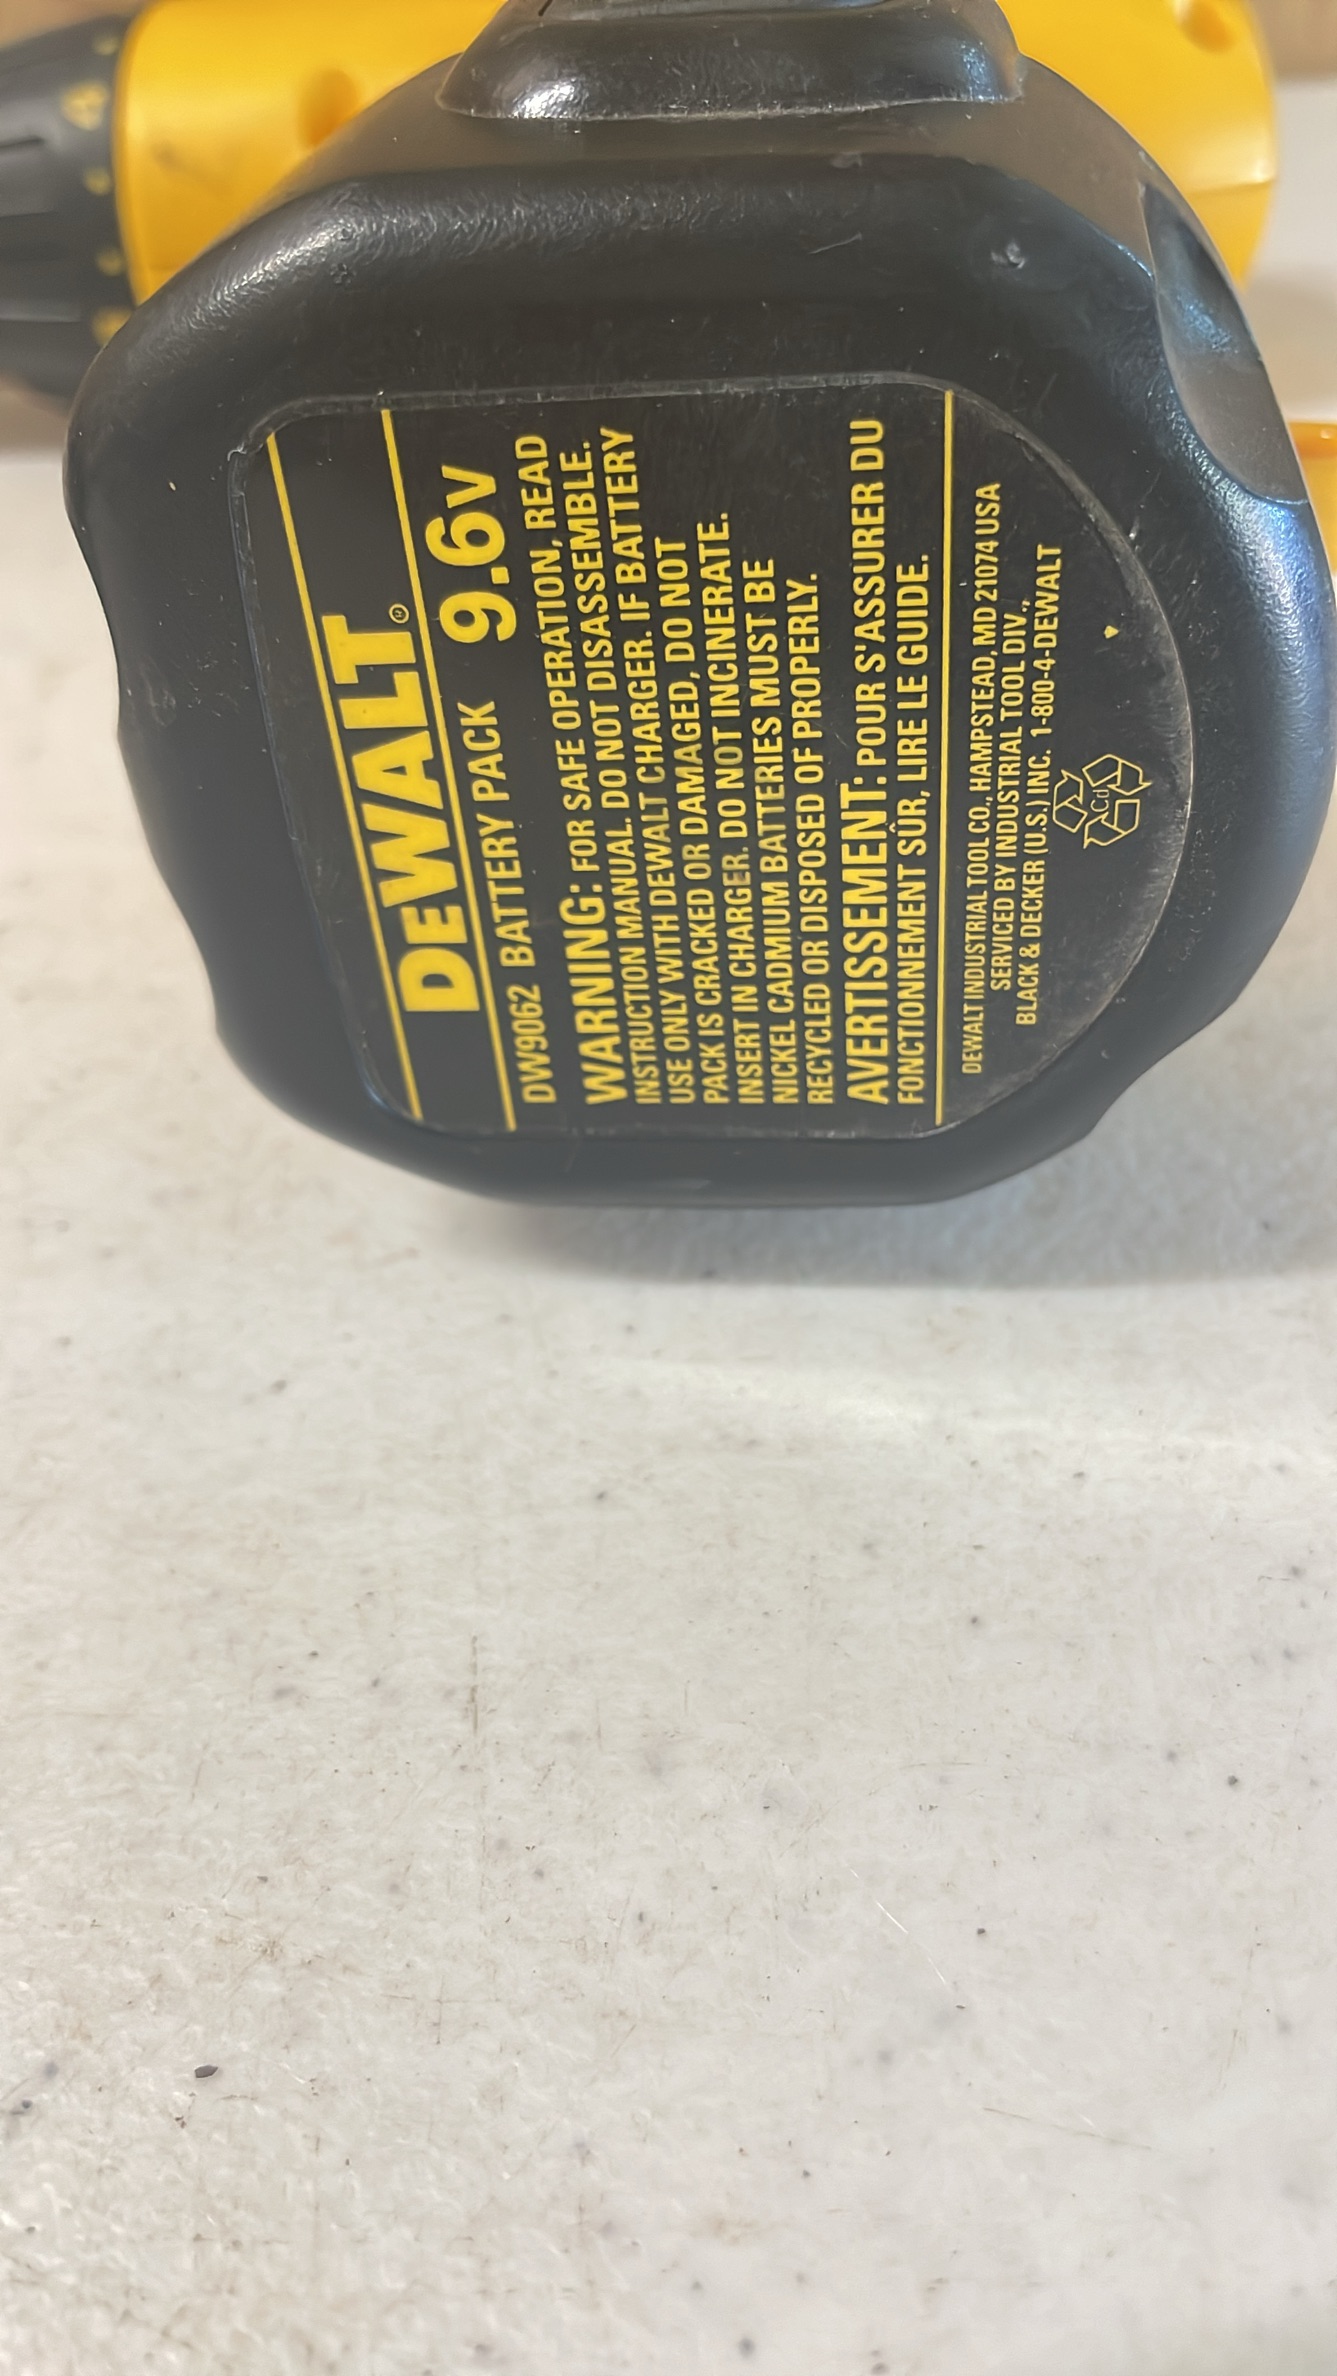 DEWALT®
DW9062 BATTERY PACK 9.6V
WARNING: FOR SAFE OPERATION, READ
INSTRUCTION MANUAL. DO NOT DISASSEMBLE.
USE ONLY WITH DEWALT CHARGER. IF BATTERY
PACK IS CRACKED OR DAMAGED, DO NOT
INSERT IN CHARGER. DO NOT INCINERATE.
NICKEL CADMIUM BATTERIES MUST BE
RECYCLED OR DISPOSED OF PROPERLY.
AVERTISSEMENT: POUR S'ASSURER DU
FONCTIONNEMENT SÛR, LIRE LE GUIDE.
DEWALT INDUSTRIAL TOOL CO., HAMPSTEAD, MD 21074 USA
SERVICED BY INDUSTRIAL TOOL DIV.,
BLACK & DECKER (U.S.) INC. 1-800-4-DEWALT
Cd